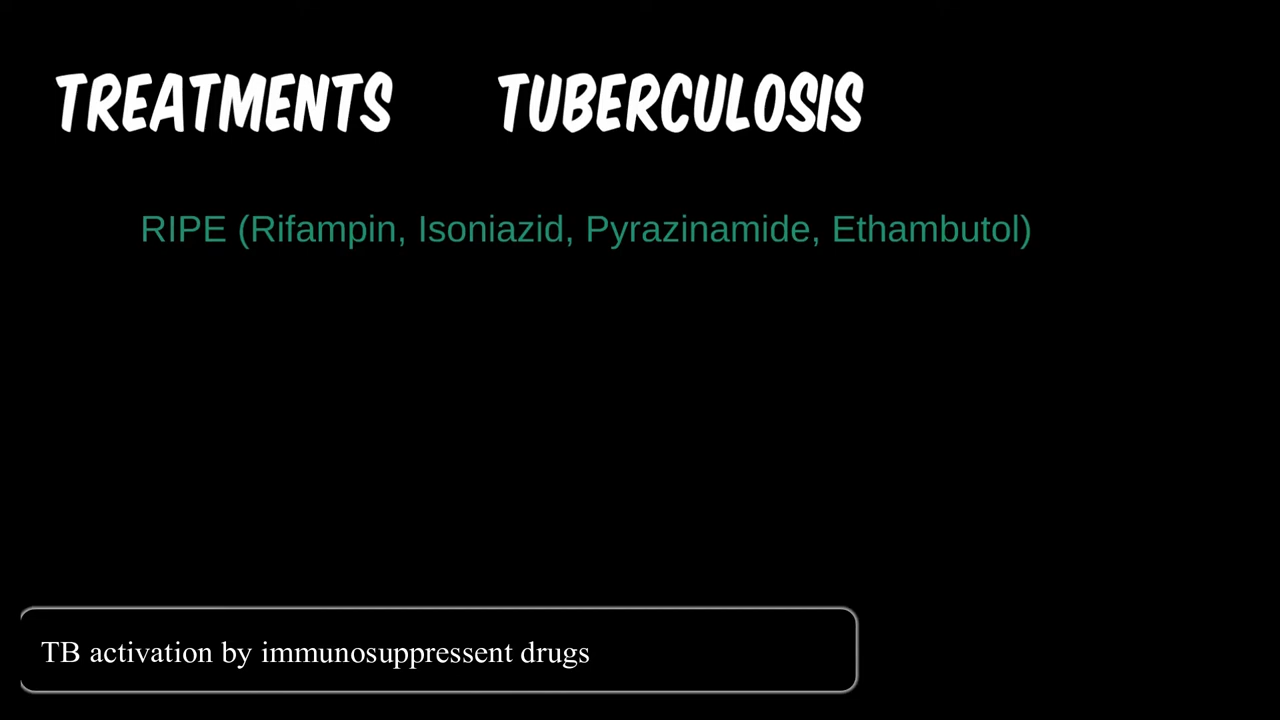 TREATMENTS TUBERCULOSIS
RIPE (Rifampin, Isoniazid, Pyrazinamide, Ethambutol)
TB activation by immunosuppressent drugs